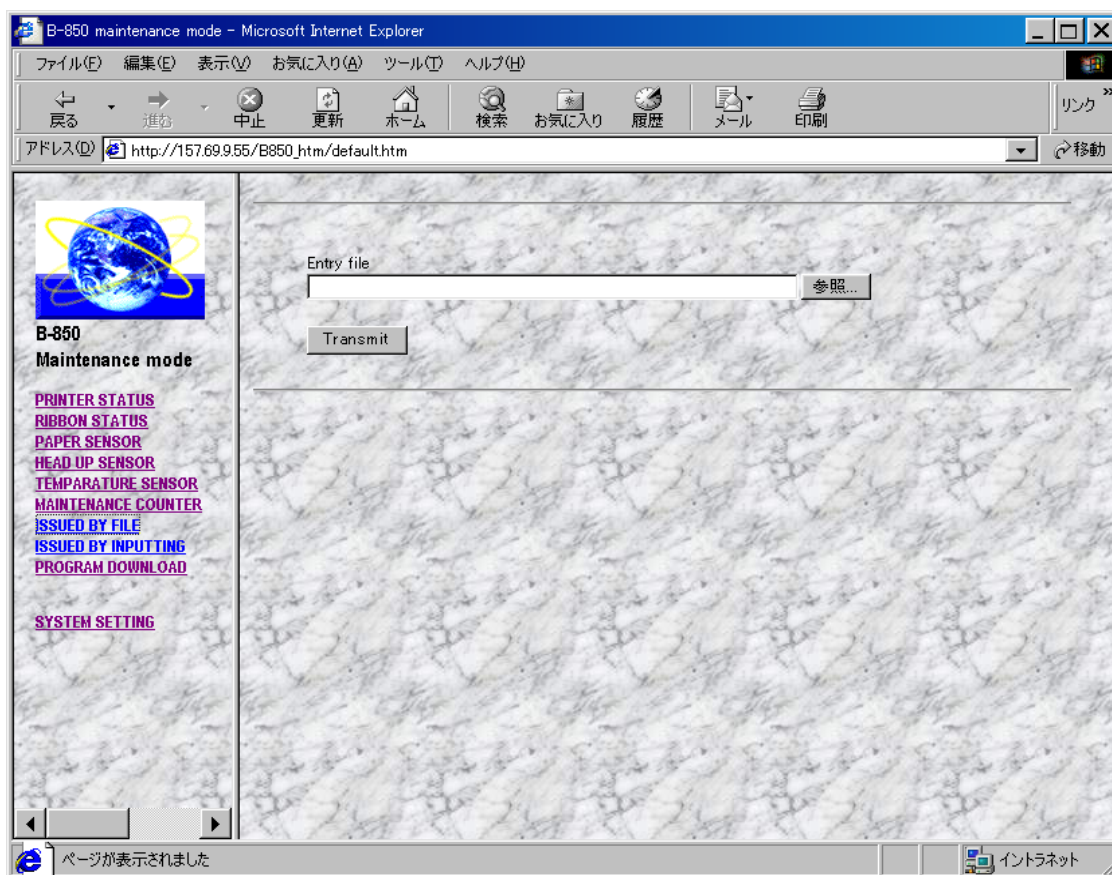 B-850 maintenance mode - Microsoft Internet Explorer
ファイル(F) 編集(E) 表示(V) お気に入り(A) ツール(T) ヘルプ(H)
戻る 進む 中止 更新 ホーム 検索 お気に入り 履歴 メール 印刷 リンク »
アドレス(D) http://157.69.9.55/B850_htm/default.htm 移動
B-850
Maintenance mode
PRINTER STATUS
RIBBON STATUS
PAPER SENSOR
HEAD UP SENSOR
TEMPARATURE SENSOR
MAINTENANCE COUNTER
ISSUED BY FILE
ISSUED BY INPUTTING
PROGRAM DOWNLOAD
SYSTEM SETTING
Entry file
参照...
Transmit
ページが表示されました イントラネット